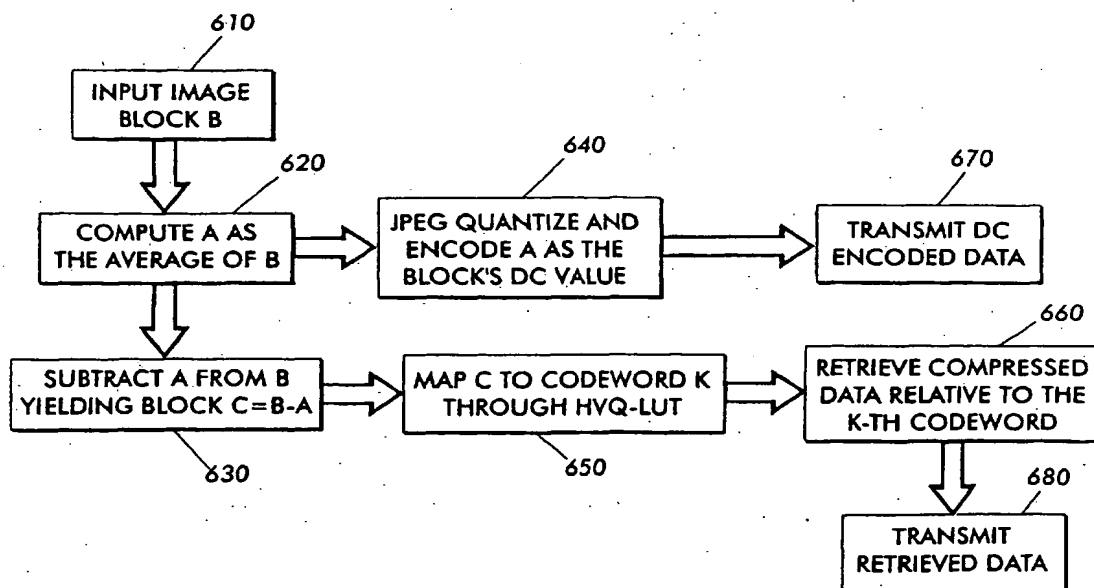 610
INPUT IMAGE
BLOCK B
620
COMPUTE A AS
THE AVERAGE OF B
640
JPEG QUANTIZE AND
ENCODE A AS THE
BLOCK'S DC VALUE
670
TRANSMIT DC
ENCODED DATA
SUBTRACT A FROM B
YIELDING BLOCK C=B-A
630
MAP C TO CODEWORD K
THROUGH HVQ-LUT
650
660
RETRIEVE COMPRESSED
DATA RELATIVE TO THE
K-TH CODEWORD
680
TRANSMIT
RETRIEVED DATA